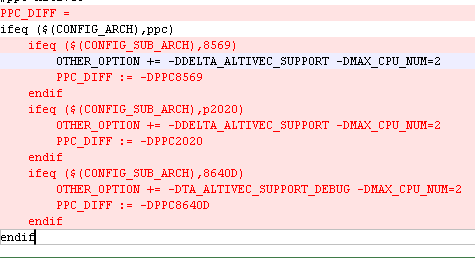 PPC_DIFF =
ifeq ($(CONFIG_ARCH),ppc)
    ifeq ($(CONFIG_SUB_ARCH),8569)
        OTHER_OPTION += -DDELTA_ALTIVEC_SUPPORT -DMAX_CPU_NUM=2
        PPC_DIFF := -DPPC8569
    endif
    ifeq ($(CONFIG_SUB_ARCH),p2020)
        OTHER_OPTION += -DDELTA_ALTIVEC_SUPPORT -DMAX_CPU_NUM=2
        PPC_DIFF := -DPPC2020
    endif
    ifeq ($(CONFIG_SUB_ARCH),8640D)
        OTHER_OPTION += -DTA_ALTIVEC_SUPPORT_DEBUG -DMAX_CPU_NUM=2
        PPC_DIFF := -DPPC8640D
    endif
endif